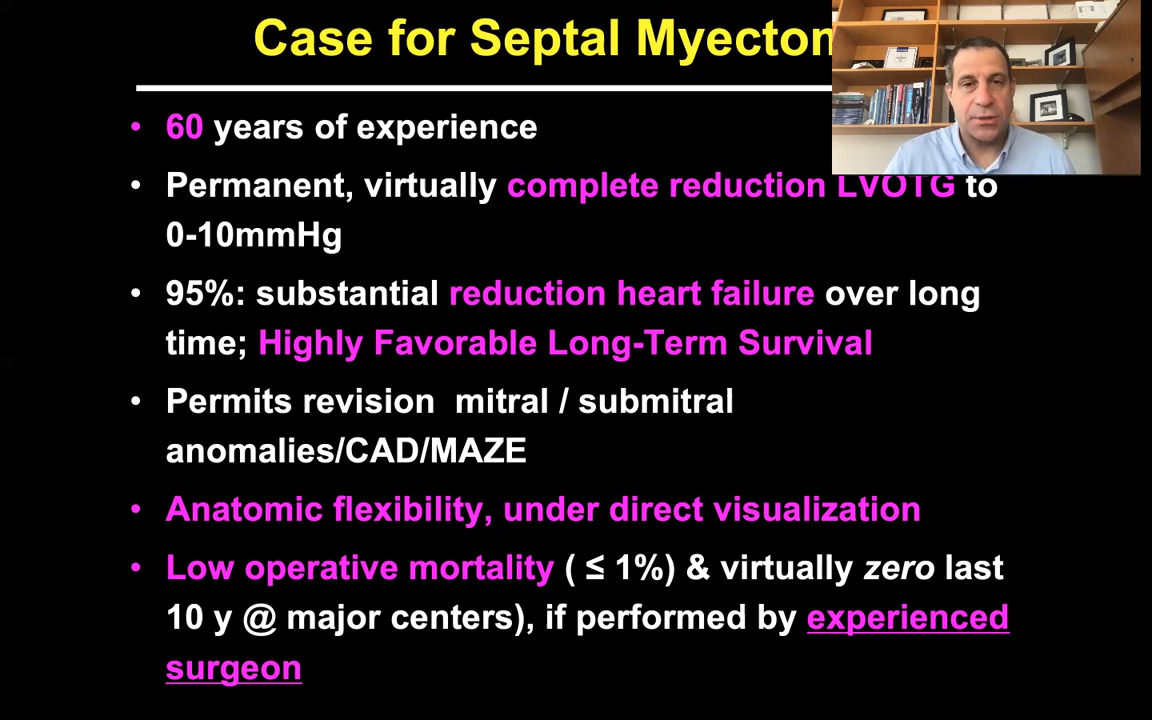 Case for Septal Myectom
• 60 years of experience
• Permanent, virtually complete reduction LVOTG to
0-10mmHg
• 95%: substantial reduction heart failure over long
time; Highly Favorable Long-Term Survival
• Permits revision mitral / submitral
anomalies/CAD/MAZE
• Anatomic flexibility, under direct visualization
• Low operative mortality ( ≤ 1%) & virtually zero last
10 y @ major centers), if performed by experienced
surgeon